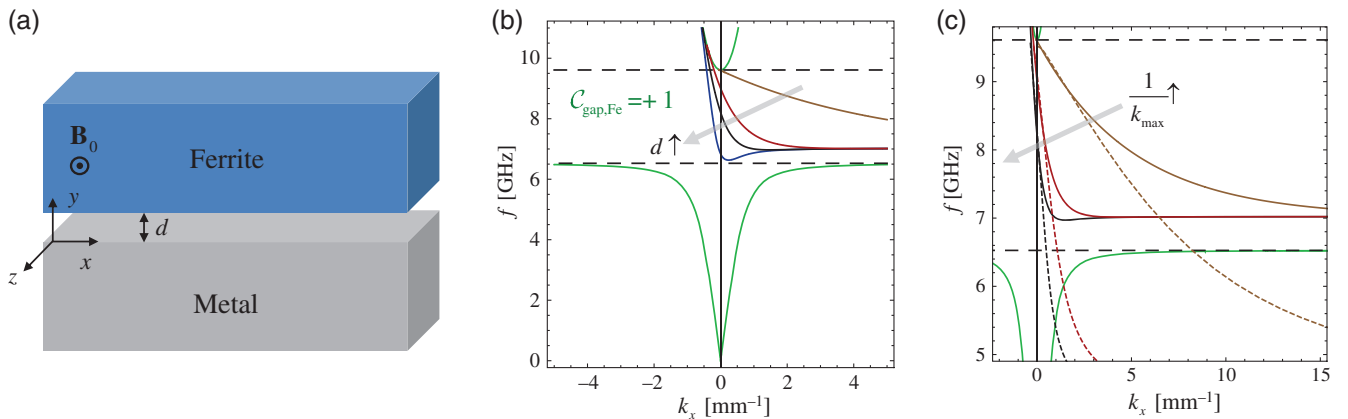 (a)
B₀
Ferrite
y
d
z
x
Metal
(b)
f [GHz]
10
8
6
4
2
0
𝒞gap,Fe =+ 1
d ↑
−4
−2
0
2
4
kₓ [mm⁻¹]
(c)
f [GHz]
9
8
7
6
5
1
kmax
↑
0
5
10
15
kₓ [mm⁻¹]